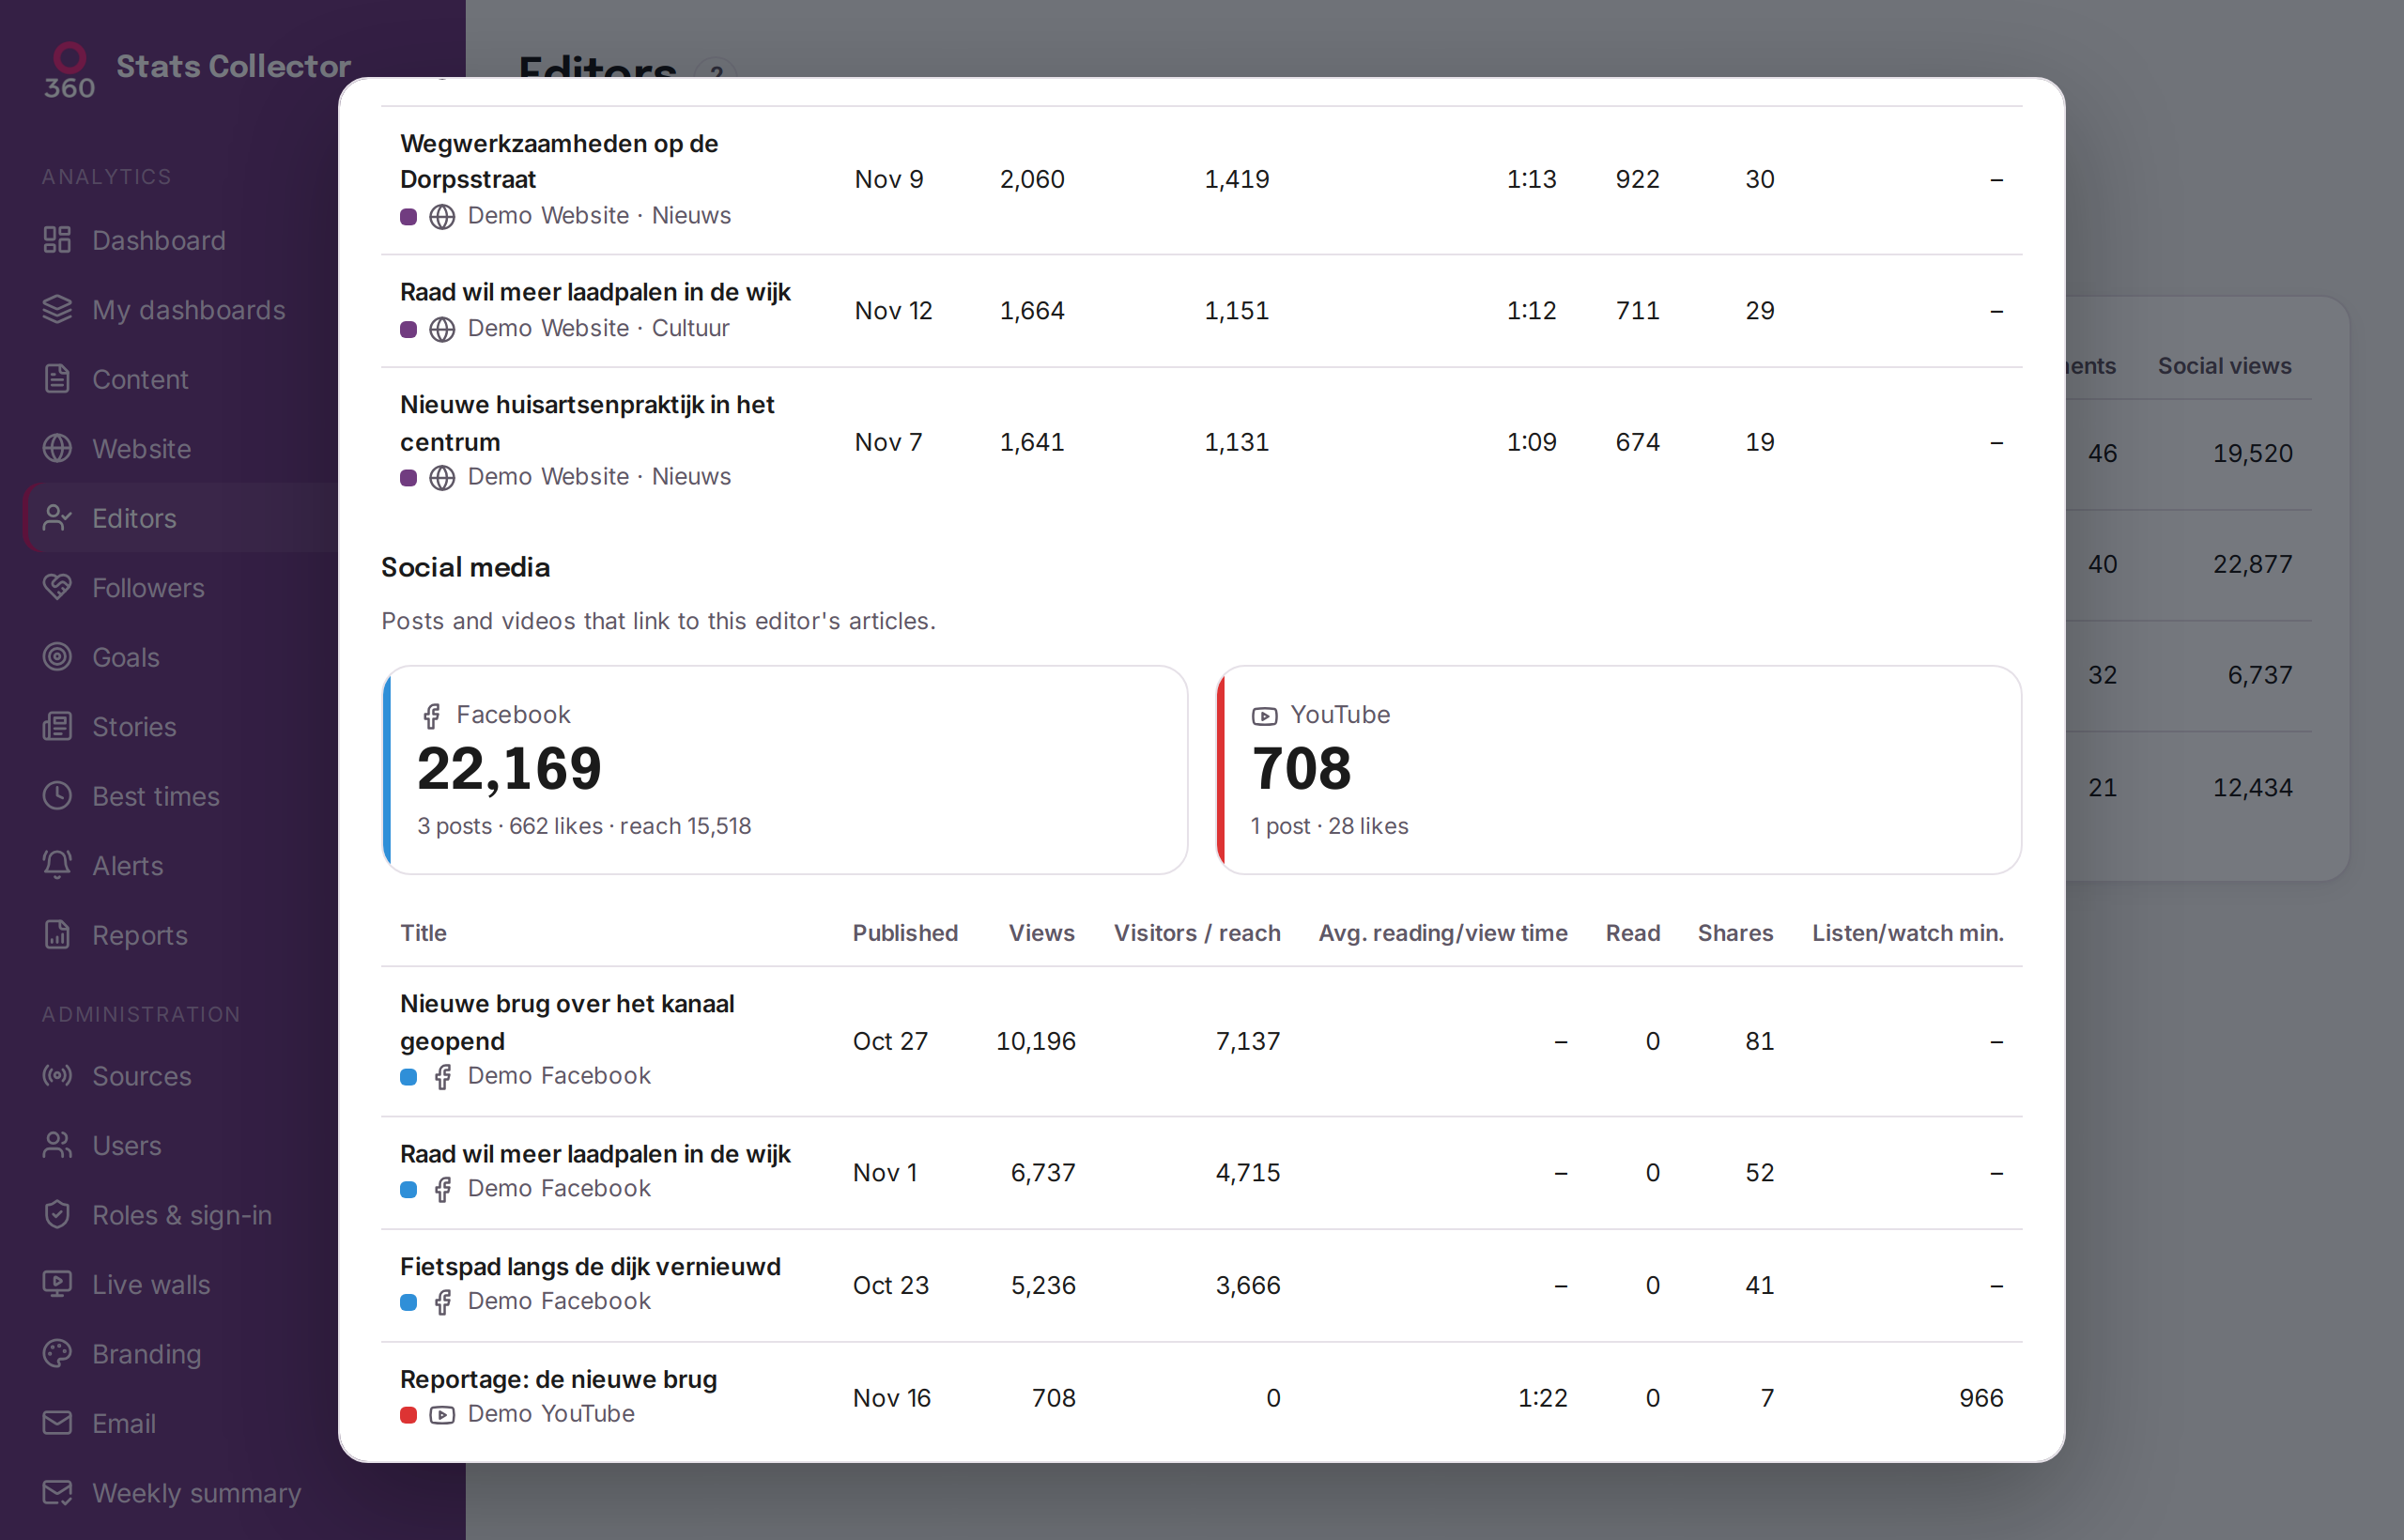 360
Stats Collector
ANALYTICS
Dashboard
My dashboards
Content
Website
Editors
Followers
Goals
Stories
Best times
Alerts
Reports
ADMINISTRATION
Sources
Users
Roles & sign-in
Live walls
Branding
Email
Weekly summary
Editors 2
Social views
46 19,520
40 22,877
32 6,737
21 12,434
Wegwerkzaamheden op de
Dorpsstraat
Demo Website · Nieuws
Nov 9 2,060 1,419 1:13 922 30 –
Raad wil meer laadpalen in de wijk
Demo Website · Cultuur
Nov 12 1,664 1,151 1:12 711 29 –
Nieuwe huisartsenpraktijk in het
centrum
Demo Website · Nieuws
Nov 7 1,641 1,131 1:09 674 19 –
Social media
Posts and videos that link to this editor's articles.
Facebook
22,169
3 posts · 662 likes · reach 15,518
YouTube
708
1 post · 28 likes
Title Published Views Visitors / reach Avg. reading/view time Read Shares Listen/watch min.
Nieuwe brug over het kanaal
geopend
Demo Facebook
Oct 27 10,196 7,137 – 0 81 –
Raad wil meer laadpalen in de wijk
Demo Facebook
Nov 1 6,737 4,715 – 0 52 –
Fietspad langs de dijk vernieuwd
Demo Facebook
Oct 23 5,236 3,666 – 0 41 –
Reportage: de nieuwe brug
Demo YouTube
Nov 16 708 0 1:22 0 7 966